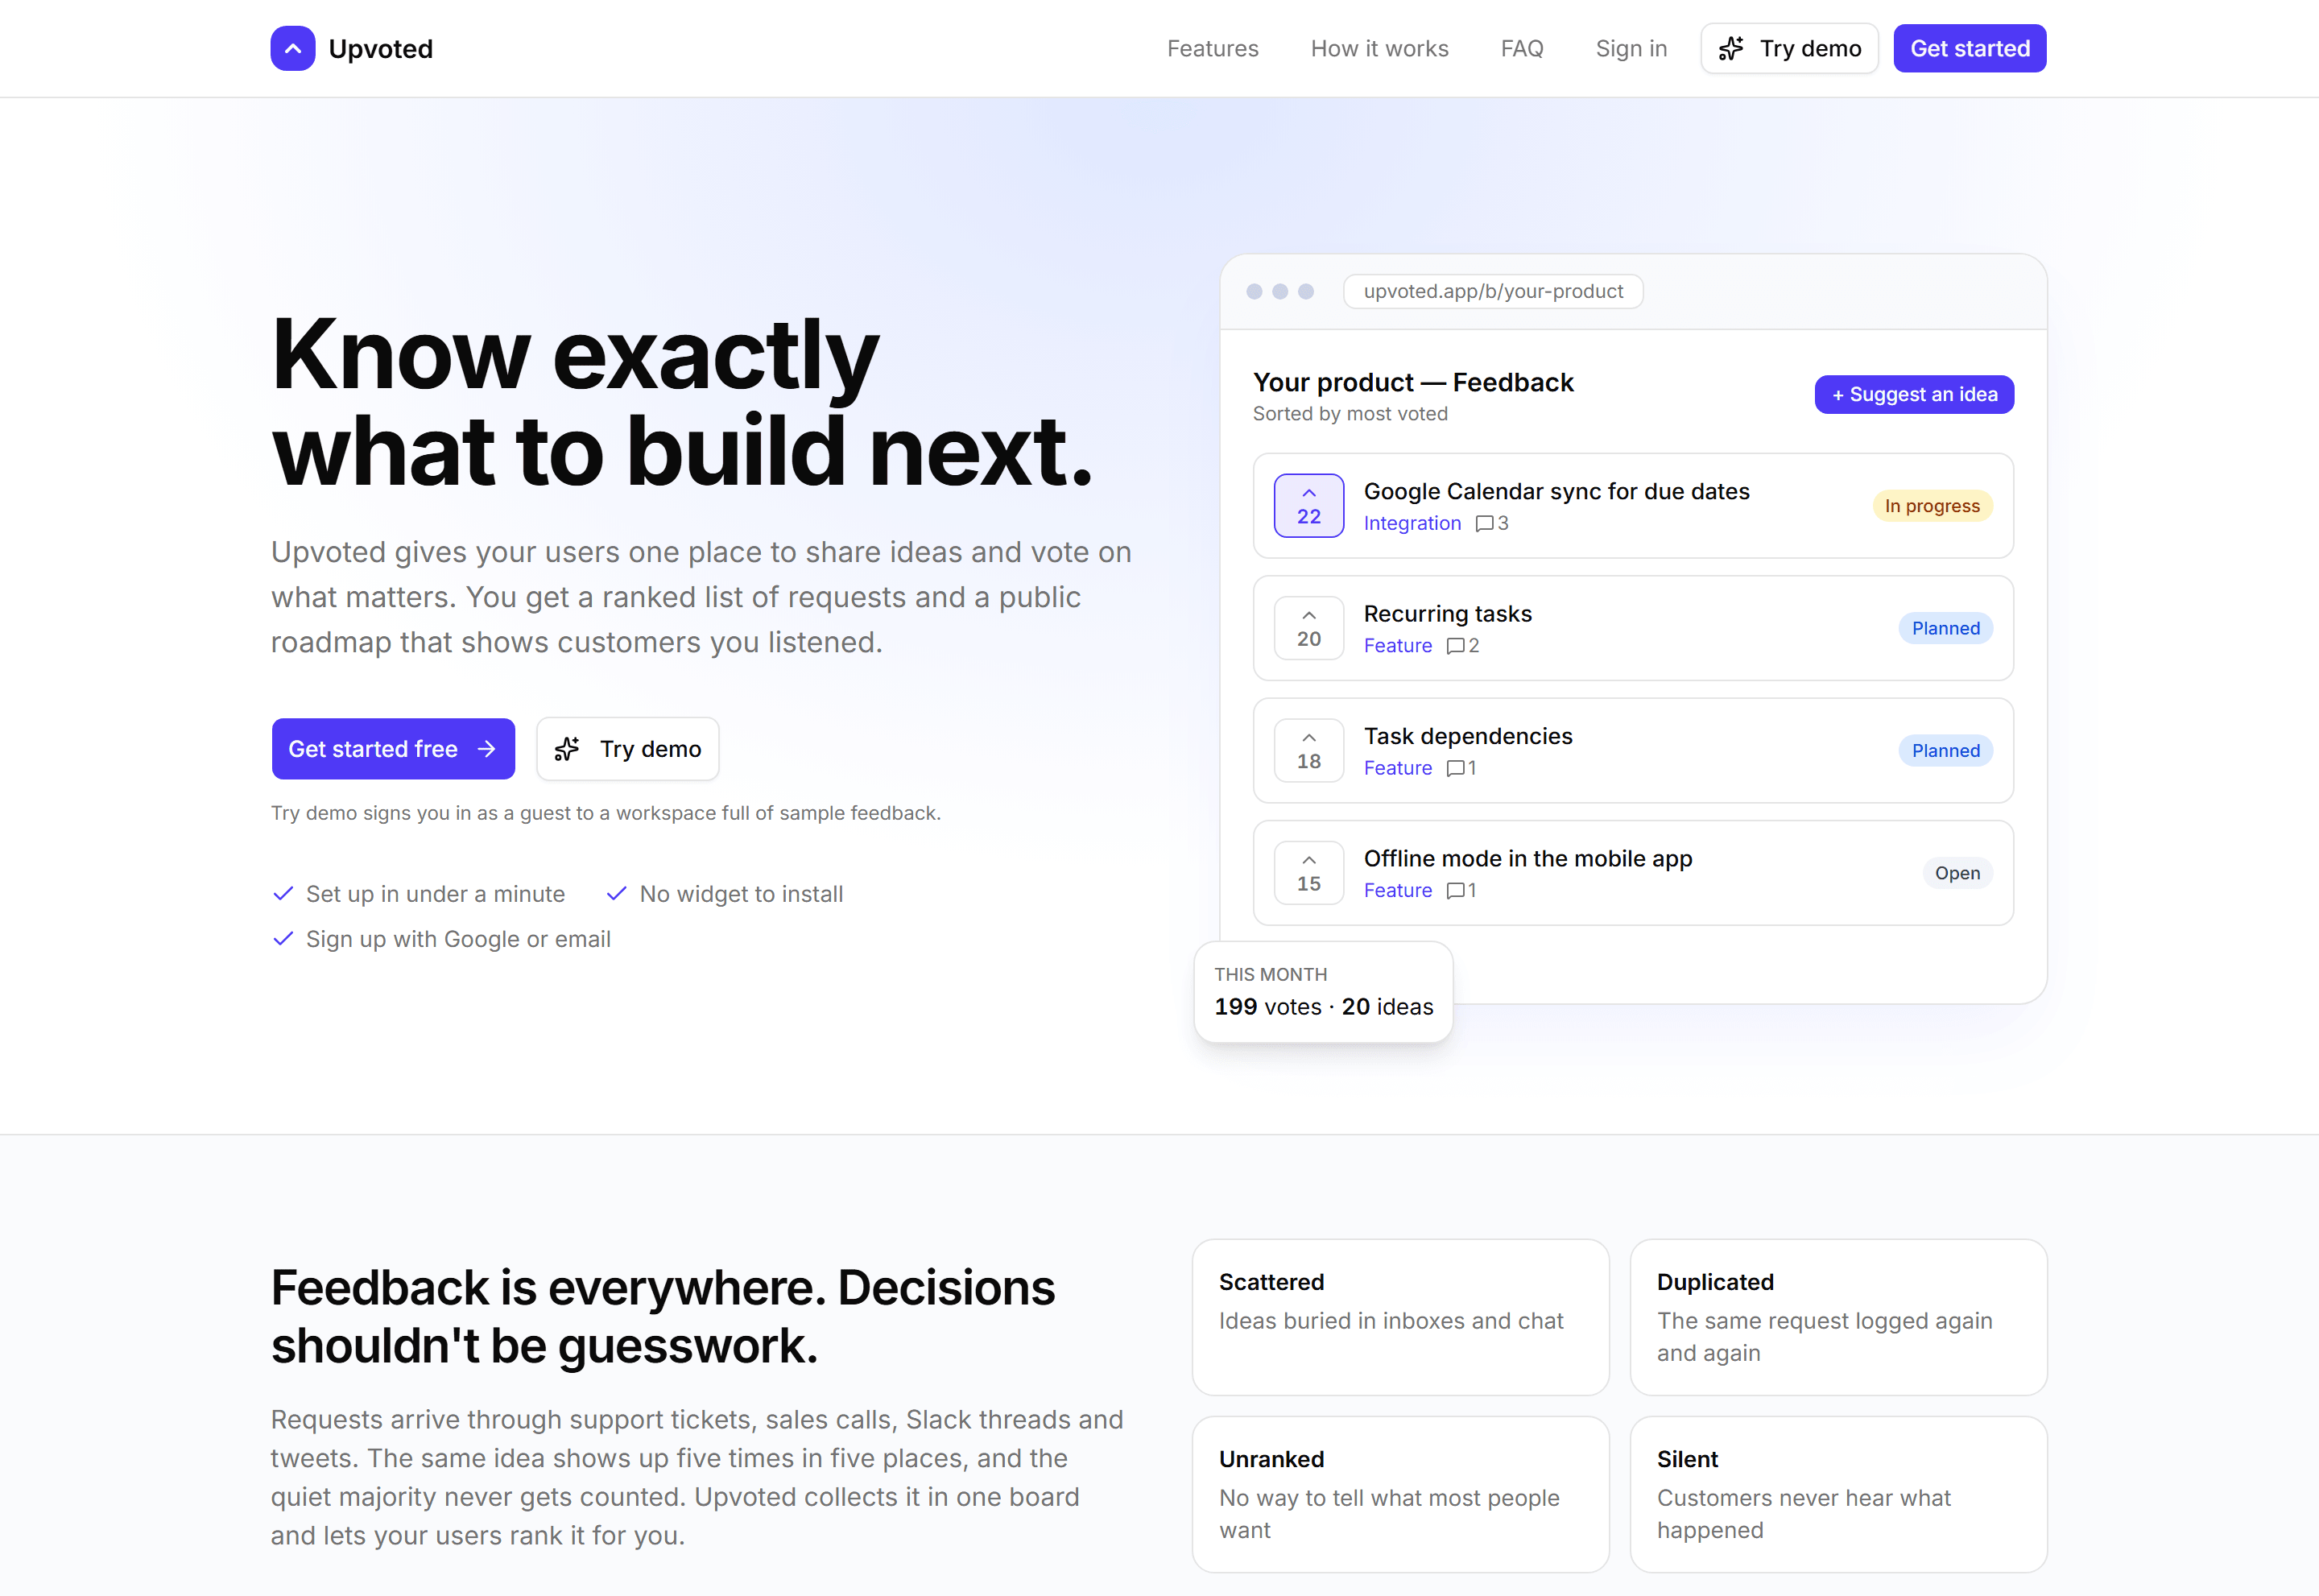 Upvoted
Features
How it works
FAQ
Sign in
Try demo
Get started
Know exactly
what to build next.
Upvoted gives your users one place to share ideas and vote on
what matters. You get a ranked list of requests and a public
roadmap that shows customers you listened.
Get started free
Try demo
Try demo signs you in as a guest to a workspace full of sample feedback.
Set up in under a minute
No widget to install
Sign up with Google or email
upvoted.app/b/your-product
Your product — Feedback
Sorted by most voted
+ Suggest an idea
22
Google Calendar sync for due dates
Integration
3
In progress
20
Recurring tasks
Feature
2
Planned
18
Task dependencies
Feature
1
Planned
15
Offline mode in the mobile app
Feature
1
Open
THIS MONTH
199 votes · 20 ideas
Feedback is everywhere. Decisions
shouldn't be guesswork.
Requests arrive through support tickets, sales calls, Slack threads and
tweets. The same idea shows up five times in five places, and the
quiet majority never gets counted. Upvoted collects it in one board
and lets your users rank it for you.
Scattered
Ideas buried in inboxes and chat
Duplicated
The same request logged again
and again
Unranked
No way to tell what most people
want
Silent
Customers never hear what
happened